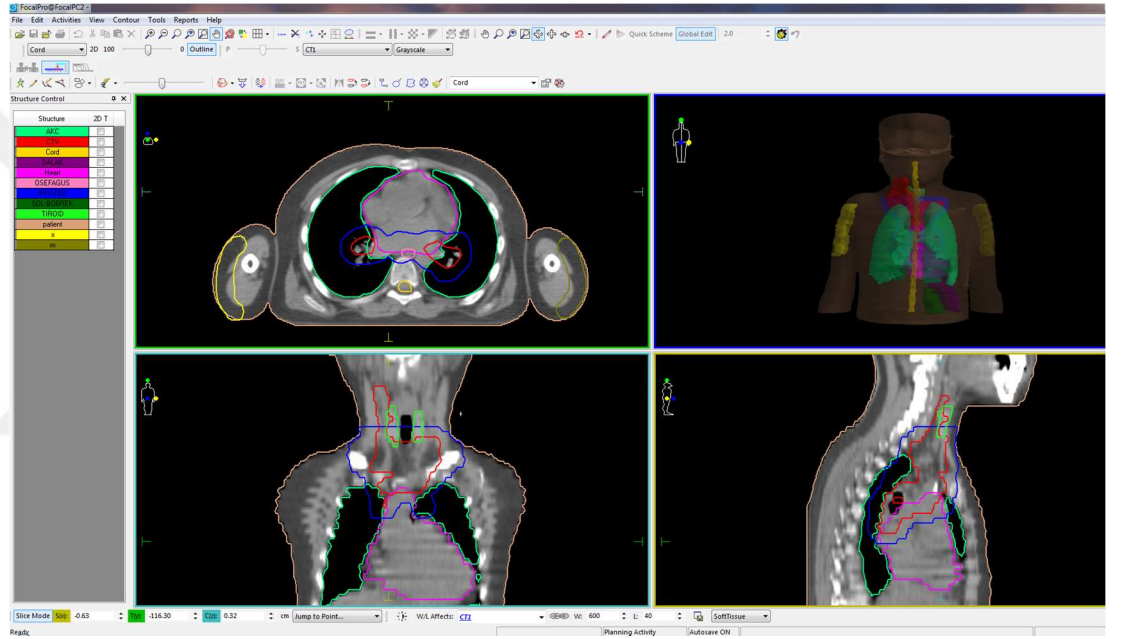 FocalPro@FocalPC2 -
File Edit Activities View Contour Tools Reports Help
Quick Scheme Global Edit 2.0
Cord 2D 100 0 Outline P S CT1 Grayscale
Cord
Structure Control
Structure 2D T
AKC
CTV
Cord
DALAK
Heart
OSEFAGUS
SOL BOBREK
TIROID
patient
x
xx
Slice Mode S(x): -0.63 T(y): -116.30 C(z): 0.32 cm Jump to Point... W/L Affects: CT1 W: 600 L: 40 SoftTissue
Ready Planning Activity Autosave ON